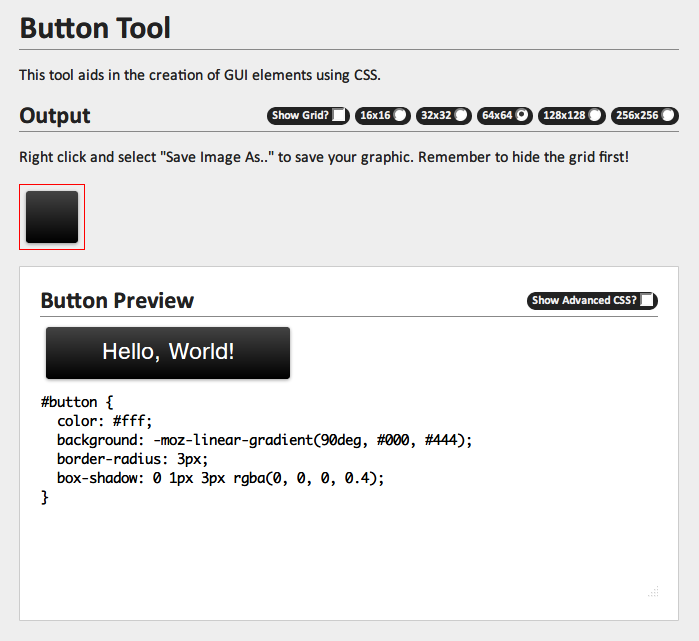 Button Tool
This tool aids in the creation of GUI elements using CSS.
Output
Show Grid? 16x16 32x32 64x64 128x128 256x256
Right click and select "Save Image As.." to save your graphic. Remember to hide the grid first!
Button Preview
Show Advanced CSS?
Hello, World!
#button {
  color: #fff;
  background: -moz-linear-gradient(90deg, #000, #444);
  border-radius: 3px;
  box-shadow: 0 1px 3px rgba(0, 0, 0, 0.4);
}